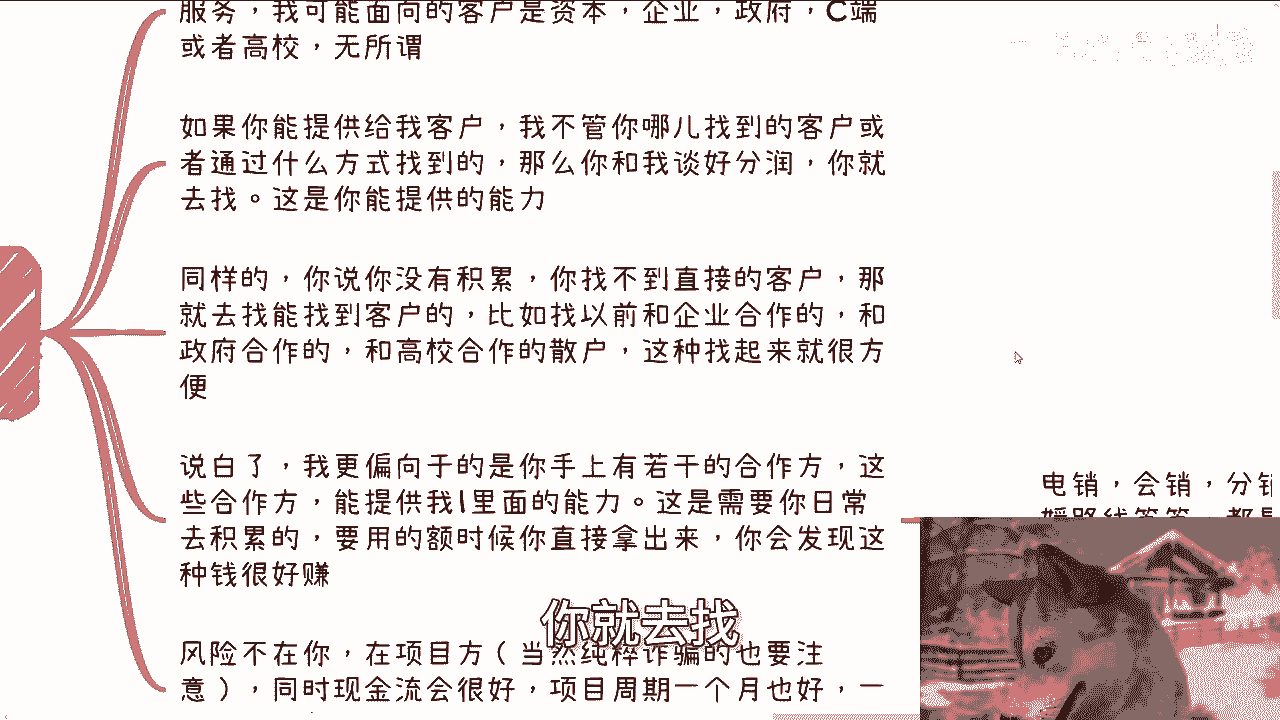 服务，我可能面向的客户是资本，企业，政府，C端
或者高校，无所谓
如果你能提供给我客户，我不管你哪儿找到的客户或
者通过什么方式找到的，那么你和我谈好分润，你就
去找。这是你能提供的能力
同样的，你说你没有积累，你找不到直接的客户，那
就去找能找到客户的，比如找以前和企业合作的，和
政府合作的，和高校合作的散户，这种找起来就很方
便
说白了，我更偏向于的是你手上有若干的合作方，这
些合作方，能提供我1里面的能力。这是需要你日常
去积累的，要用的额时候你直接拿出来，你会发现这
种钱很好赚
电销，会销，分销
你就去找
风险不在你，在项目方（当然纯粹诈骗的也要注
意），同时现金流会很好，项目周期一个月也好，一